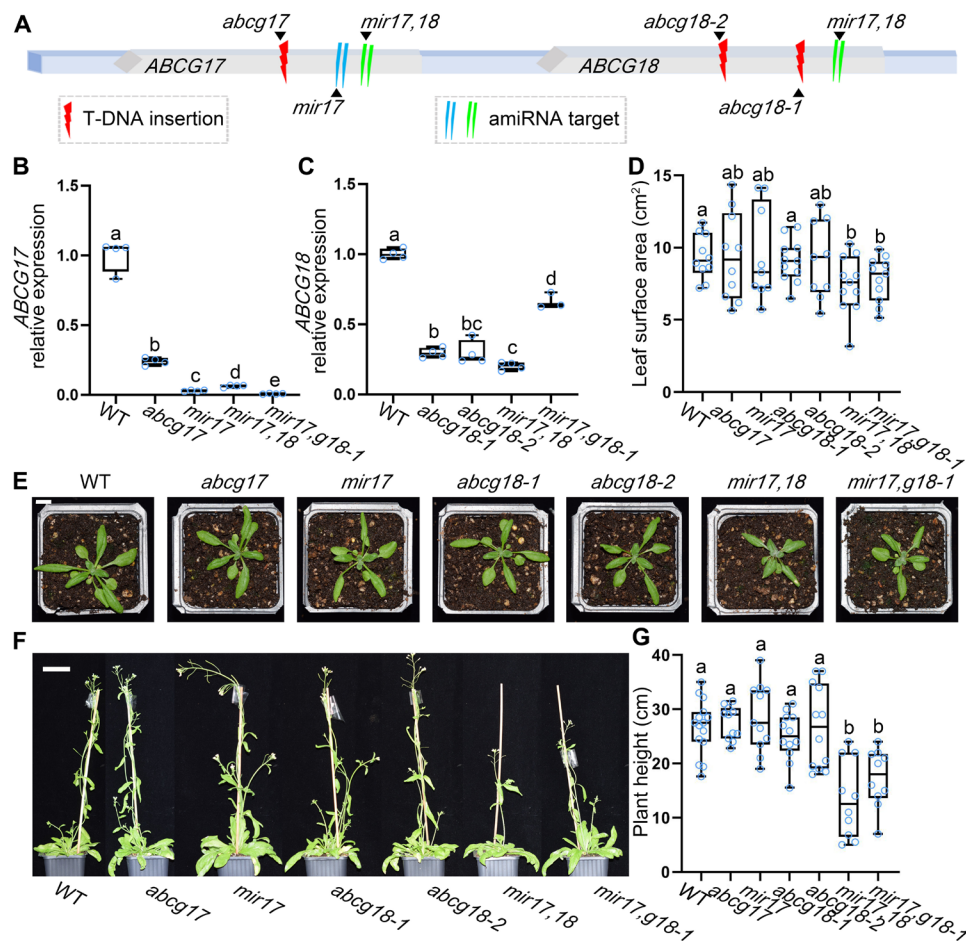 A
abcg17
mir17,18
abcg18-2
mir17,18
ABCG17
ABCG18
mir17
abcg18-1
T-DNA insertion
amiRNA target
B
ABCG17
relative expression
1.5
1.0
0.5
0.0
a
b
c
d
e
WT
abcg17
mir17
mir17,18
mir17,g18-1
C
ABCG18
relative expression
1.5
1.0
0.5
0.0
a
b
bc
c
d
WT
abcg18-1
abcg18-2
mir17,18
mir17,g18-1
D
Leaf surface area (cm²)
15
10
5
0
a
ab
ab
a
ab
b
b
WT
abcg17
mir17
abcg18-1
abcg18-2
mir17,18
mir17,g18-1
E
WT
abcg17
mir17
abcg18-1
abcg18-2
mir17,18
mir17,g18-1
F
WT
abcg17
mir17
abcg18-1
abcg18-2
mir17,18
mir17,g18-1
G
Plant height (cm)
40
30
20
10
0
a
a
a
a
a
b
b
WT
abcg17
mir17
abcg18-1
abcg18-2
mir17,18
mir17,g18-1